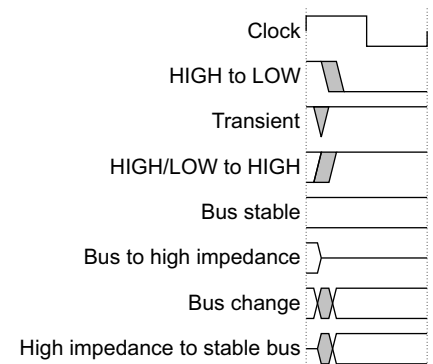 Clock
HIGH to LOW
Transient
HIGH/LOW to HIGH
Bus stable
Bus to high impedance
Bus change
High impedance to stable bus